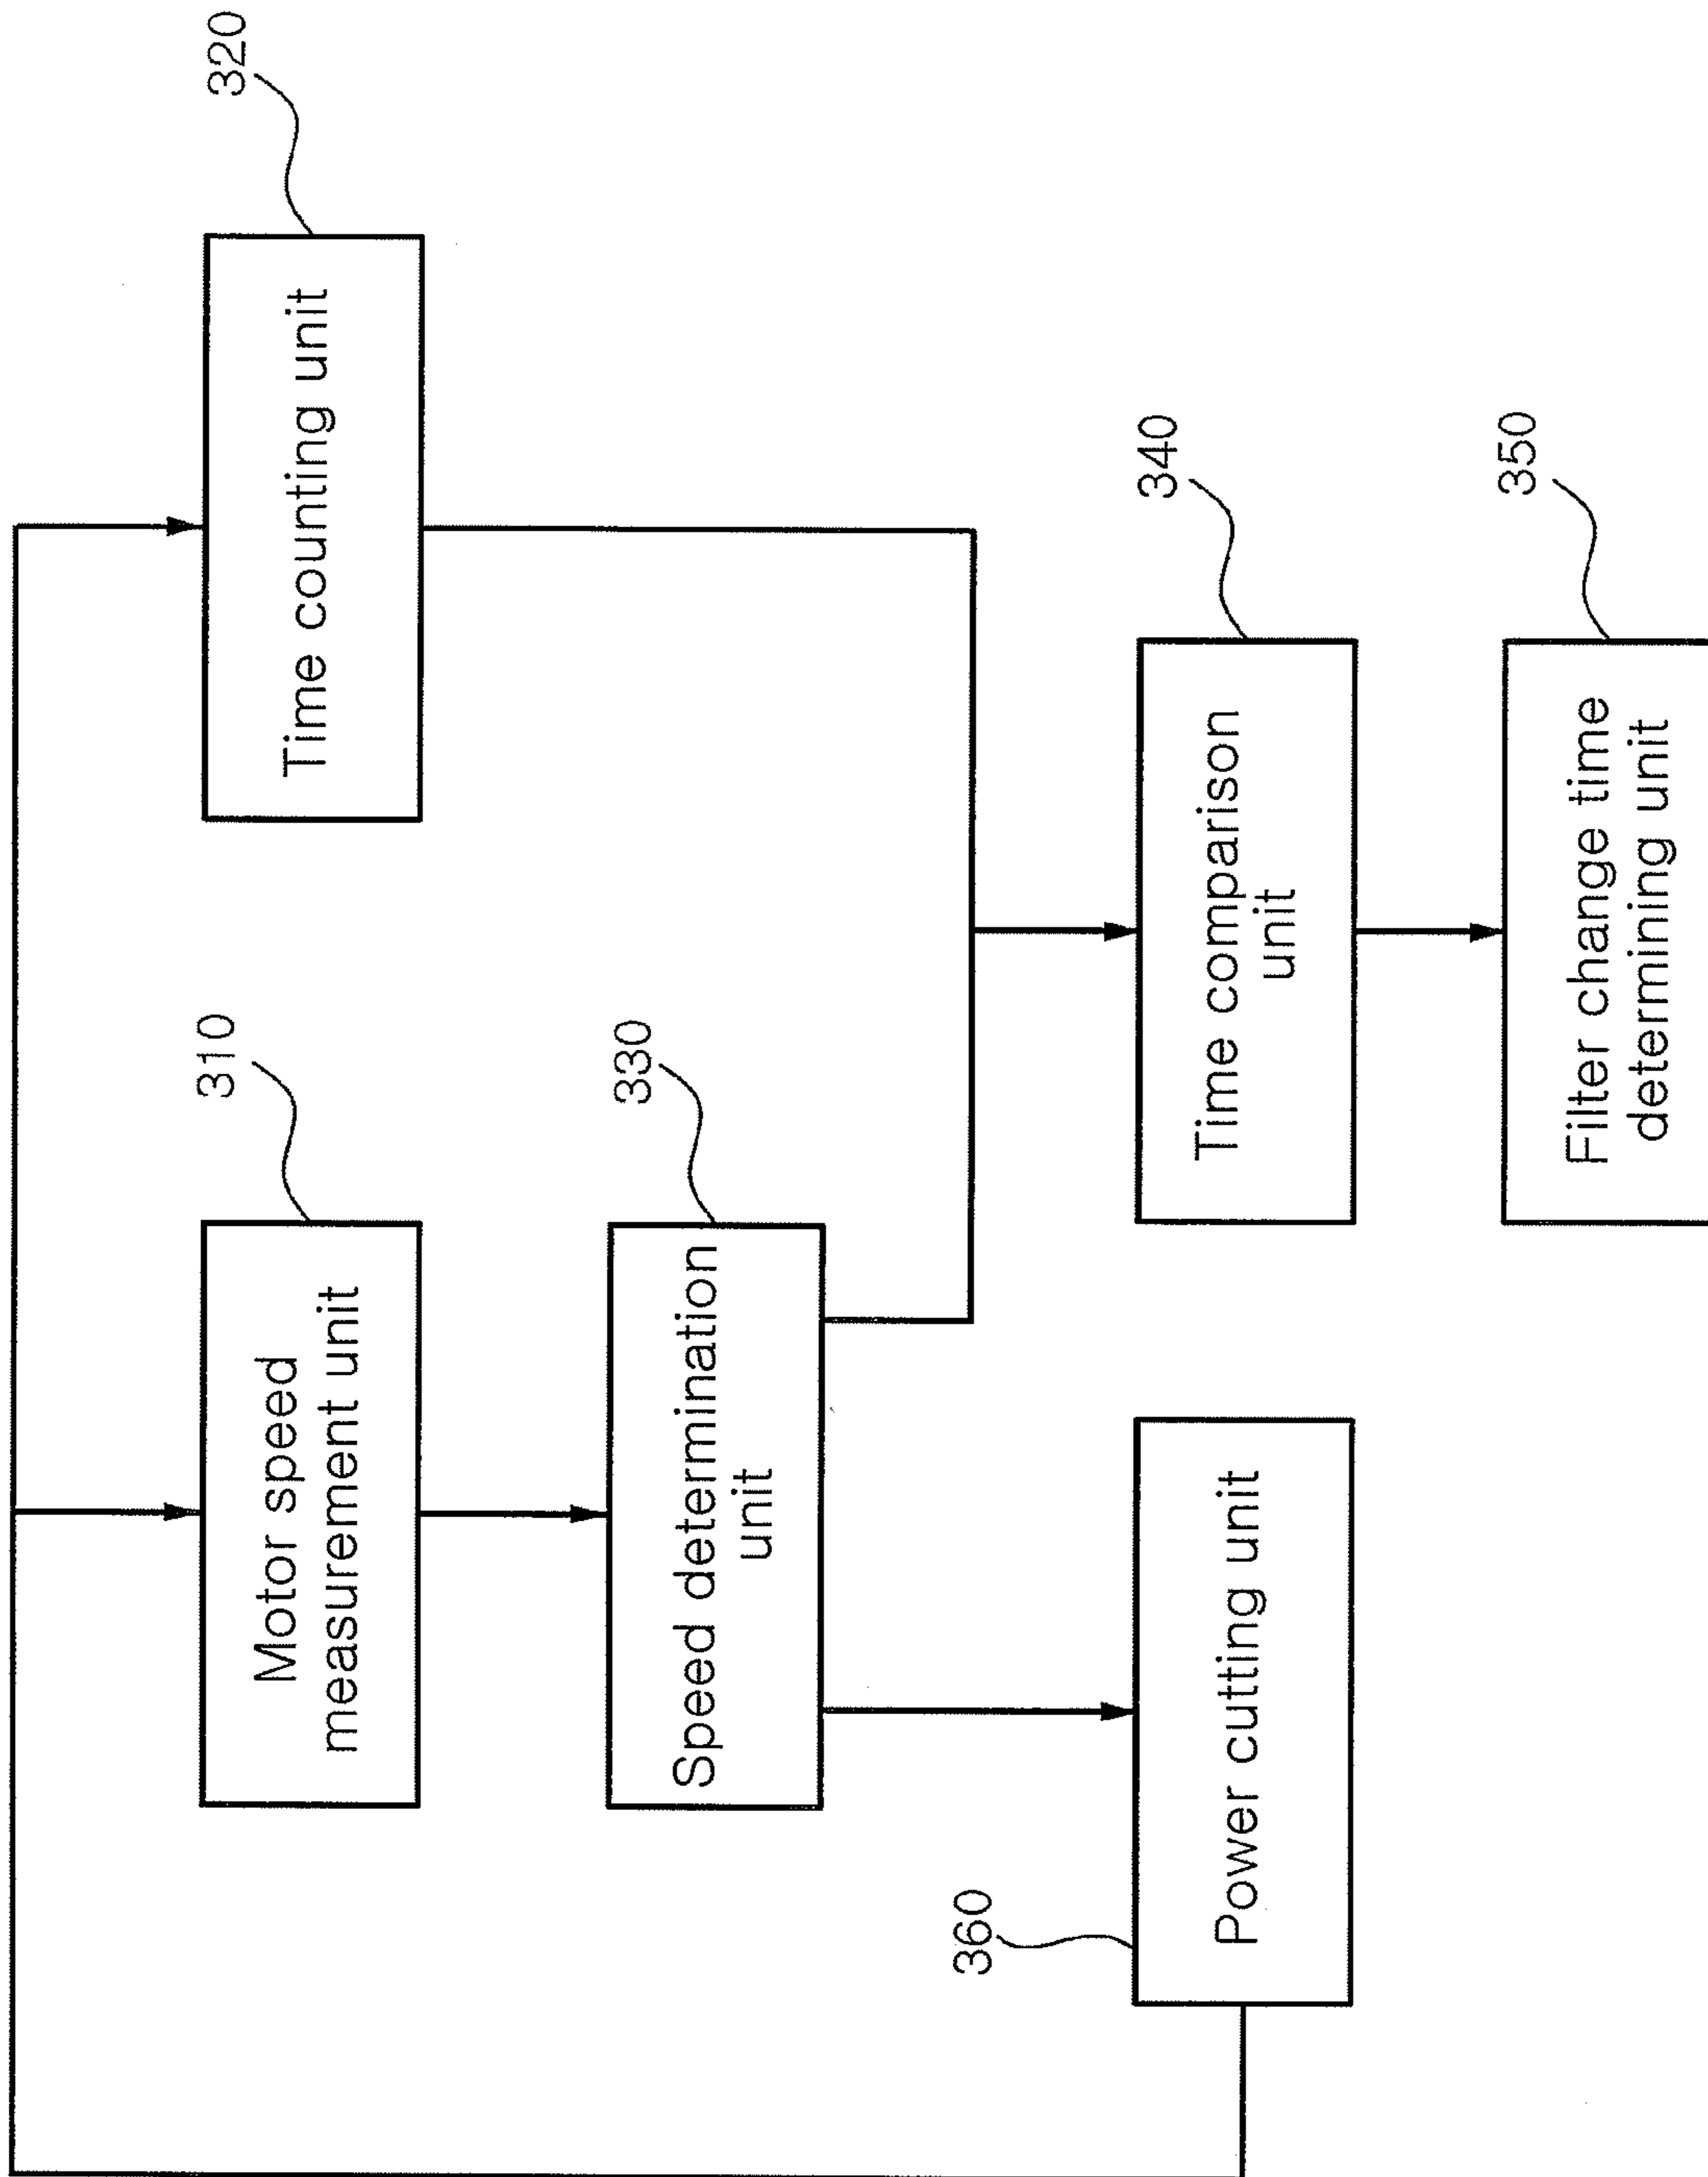 310
320
Motor speed
measurement unit
Time counting unit
330
Speed determination
unit
360
340
Power cutting unit
Time comparison
unit
350
Filter change time
determining unit